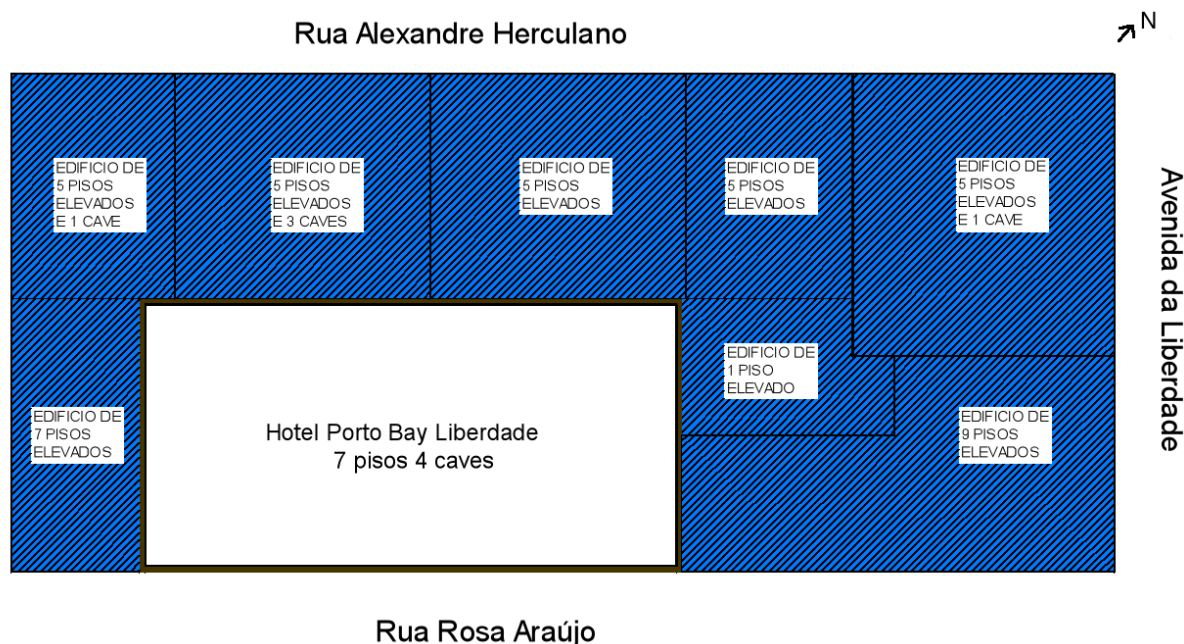 Rua Alexandre Herculano
N
EDIFICIO DE
5 PISOS
ELEVADOS
E 1 CAVE
EDIFICIO DE
5 PISOS
ELEVADOS
E 3 CAVES
EDIFICIO DE
5 PISOS
ELEVADOS
EDIFICIO DE
5 PISOS
ELEVADOS
EDIFICIO DE
5 PISOS
ELEVADOS
E 1 CAVE
Avenida da Liberdade
EDIFICIO DE
1 PISO
ELEVADO
EDIFICIO DE
7 PISOS
ELEVADOS
Hotel Porto Bay Liberdade
7 pisos 4 caves
EDIFICIO DE
9 PISOS
ELEVADOS
Rua Rosa Araújo